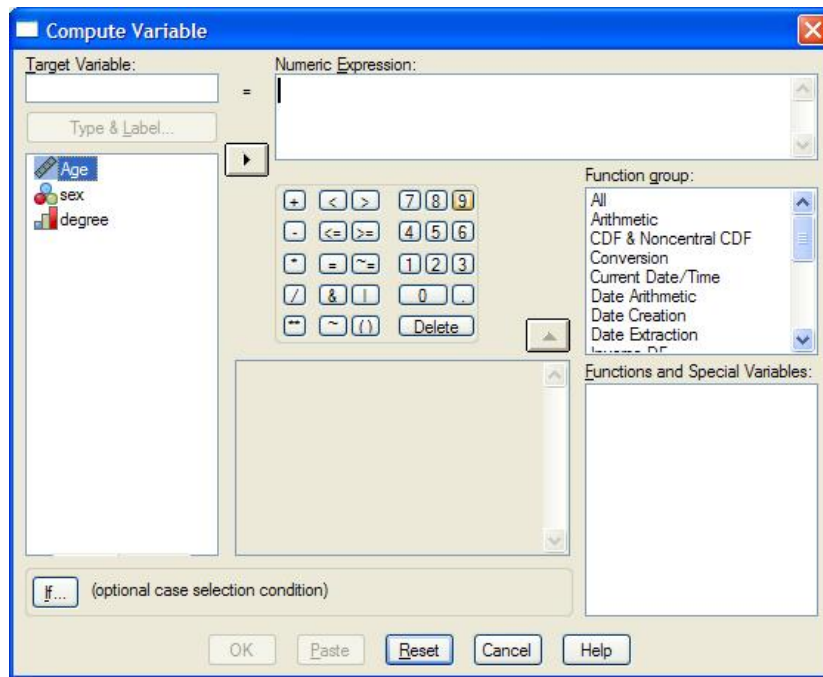 Compute Variable
Target Variable:
Numeric Expression:
=
Type & Label...
Age
sex
degree
+ < > 7 8 9
- <= >= 4 5 6
* = ~= 1 2 3
/ & | 0 .
** ~ ( ) Delete
Function group:
All
Arithmetic
CDF & Noncentral CDF
Conversion
Current Date/Time
Date Arithmetic
Date Creation
Date Extraction
Inverse DF
Functions and Special Variables:
If... (optional case selection condition)
OK Paste Reset Cancel Help